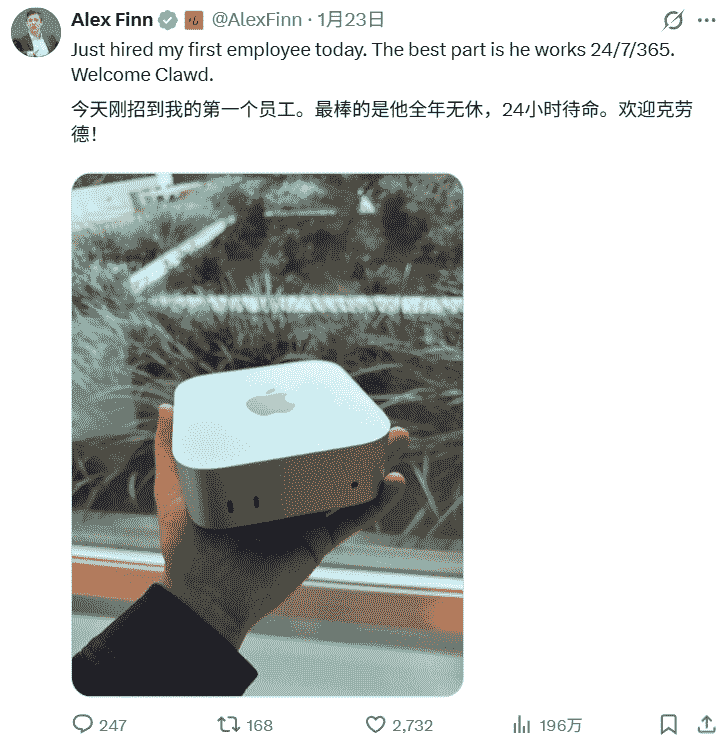 Alex Finn @AlexFinn · 1月23日
Just hired my first employee today. The best part is he works 24/7/365.
Welcome Clawd.
今天刚招到我的第一个员工。最棒的是他全年无休，24小时待命。欢迎克劳
德！
247 168 2,732 196万